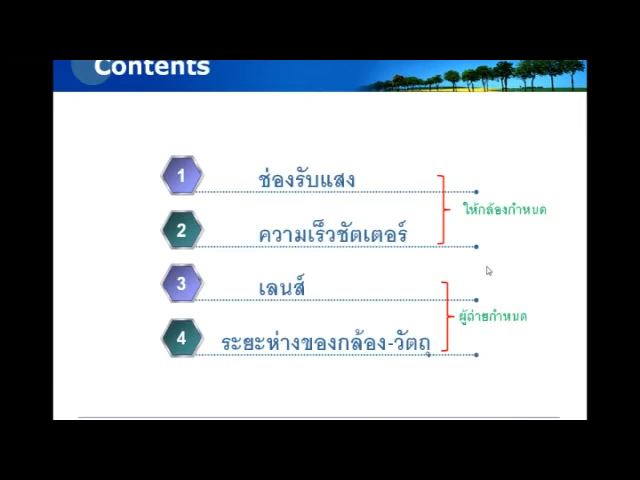 Contents
1 ช่องรับแสง
ให้กล้องกำหนด
2 ความเร็วชัตเตอร์
3 เลนส์
ผู้ถ่ายกำหนด
4 ระยะห่างของกล้อง-วัตถุ